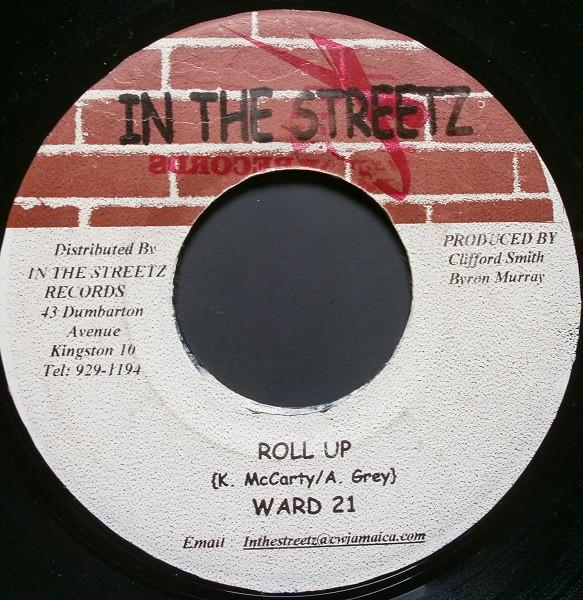 IN THE STREETZ
RECORDS
Distributed By
IN THE STREETZ
RECORDS
43 Dumbarton
Avenue
Kingston 10
Tel: 929-1194
PRODUCED BY
Clifford Smith
Byron Murray
ROLL UP
{K. McCarty/A. Grey}
WARD 21
Email Inthestreetz@cwjamaica.com